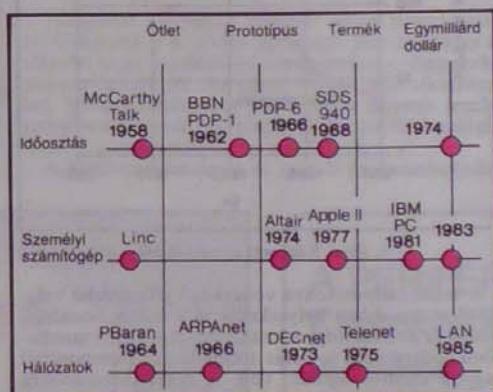 Ötlet Prototípus Termék Egymilliárd
dollár
McCarthy
Talk
1958
BBN
PDP-1
1962
PDP-6
1966
SDS
940
1968
1974
Időosztás
Linc
Altair
1974
Apple II
1977
IBM
PC
1981
1983
Személyi
számítógép
PBaran
1964
ARPAnet
1966
DECnet
1973
Telenet
1975
LAN
1985
Hálózatok